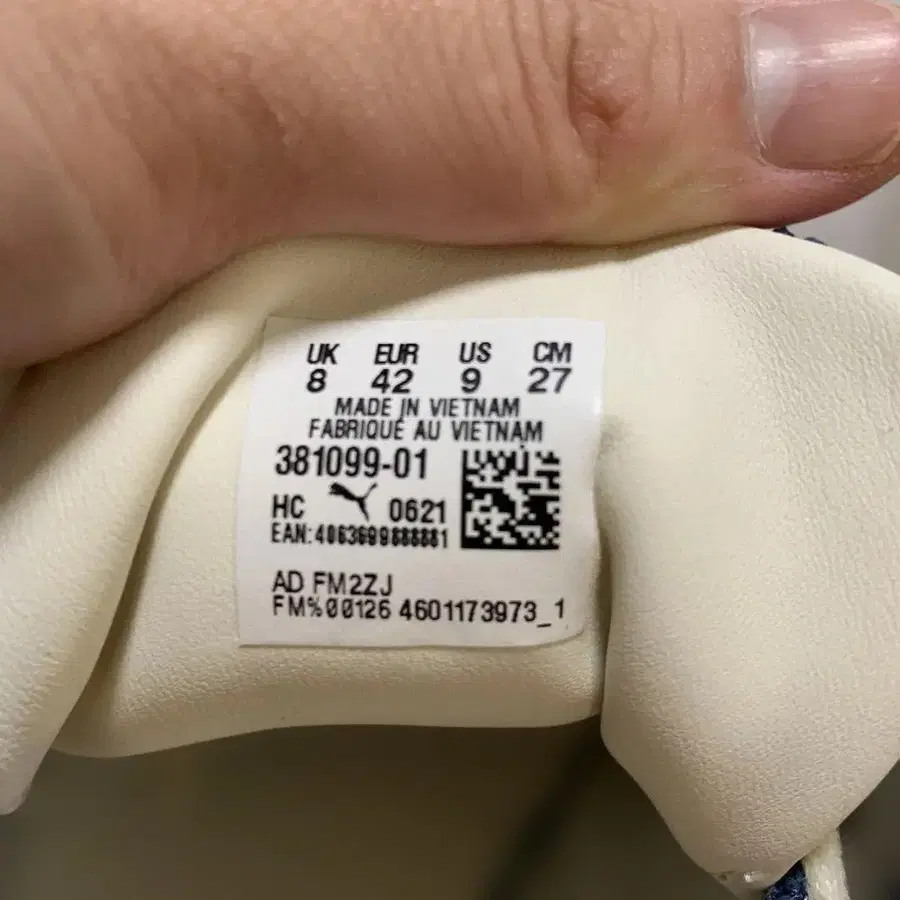 UK EUR US CM
8 42 9 27
MADE IN VIETNAM
FABRIQUÉ AU VIETNAM
381099-01
HC 0621
EAN:4063699888881
AD FM2ZJ
FM%00126 4601173973_1